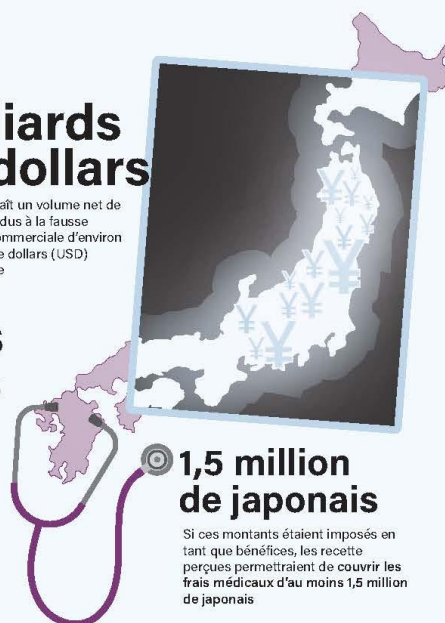 iards
dollars
aît un volume net de
dus à la fausse
ommerciale d'environ
e dollars (USD)
e
¥ ¥
¥ ¥
¥ ¥ ¥
¥ ¥
¥
¥ ¥
1,5 million
de japonais
Si ces montants étaient imposés en
tant que bénéfices, les recette
perçues permettraient de couvrir les
frais médicaux d'au moins 1,5 million
de japonais